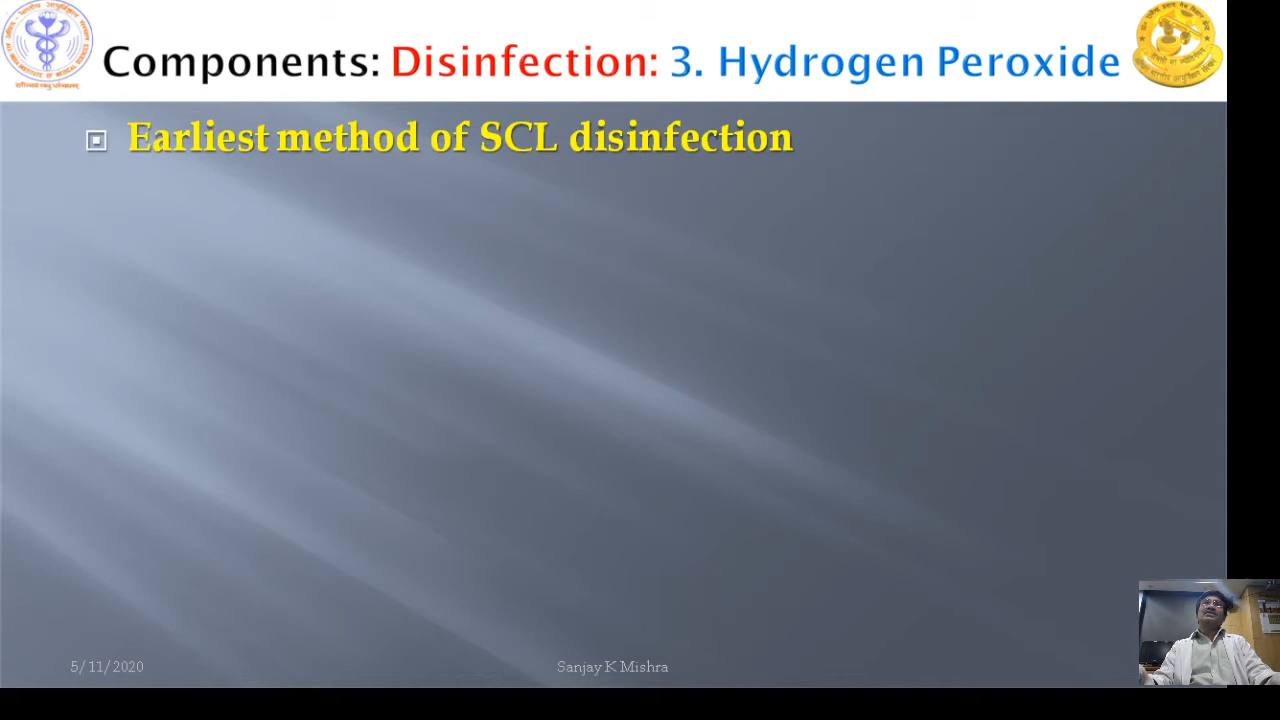 Components: Disinfection: 3. Hydrogen Peroxide
Earliest method of SCL disinfection
5/11/2020
Sanjay K Mishra